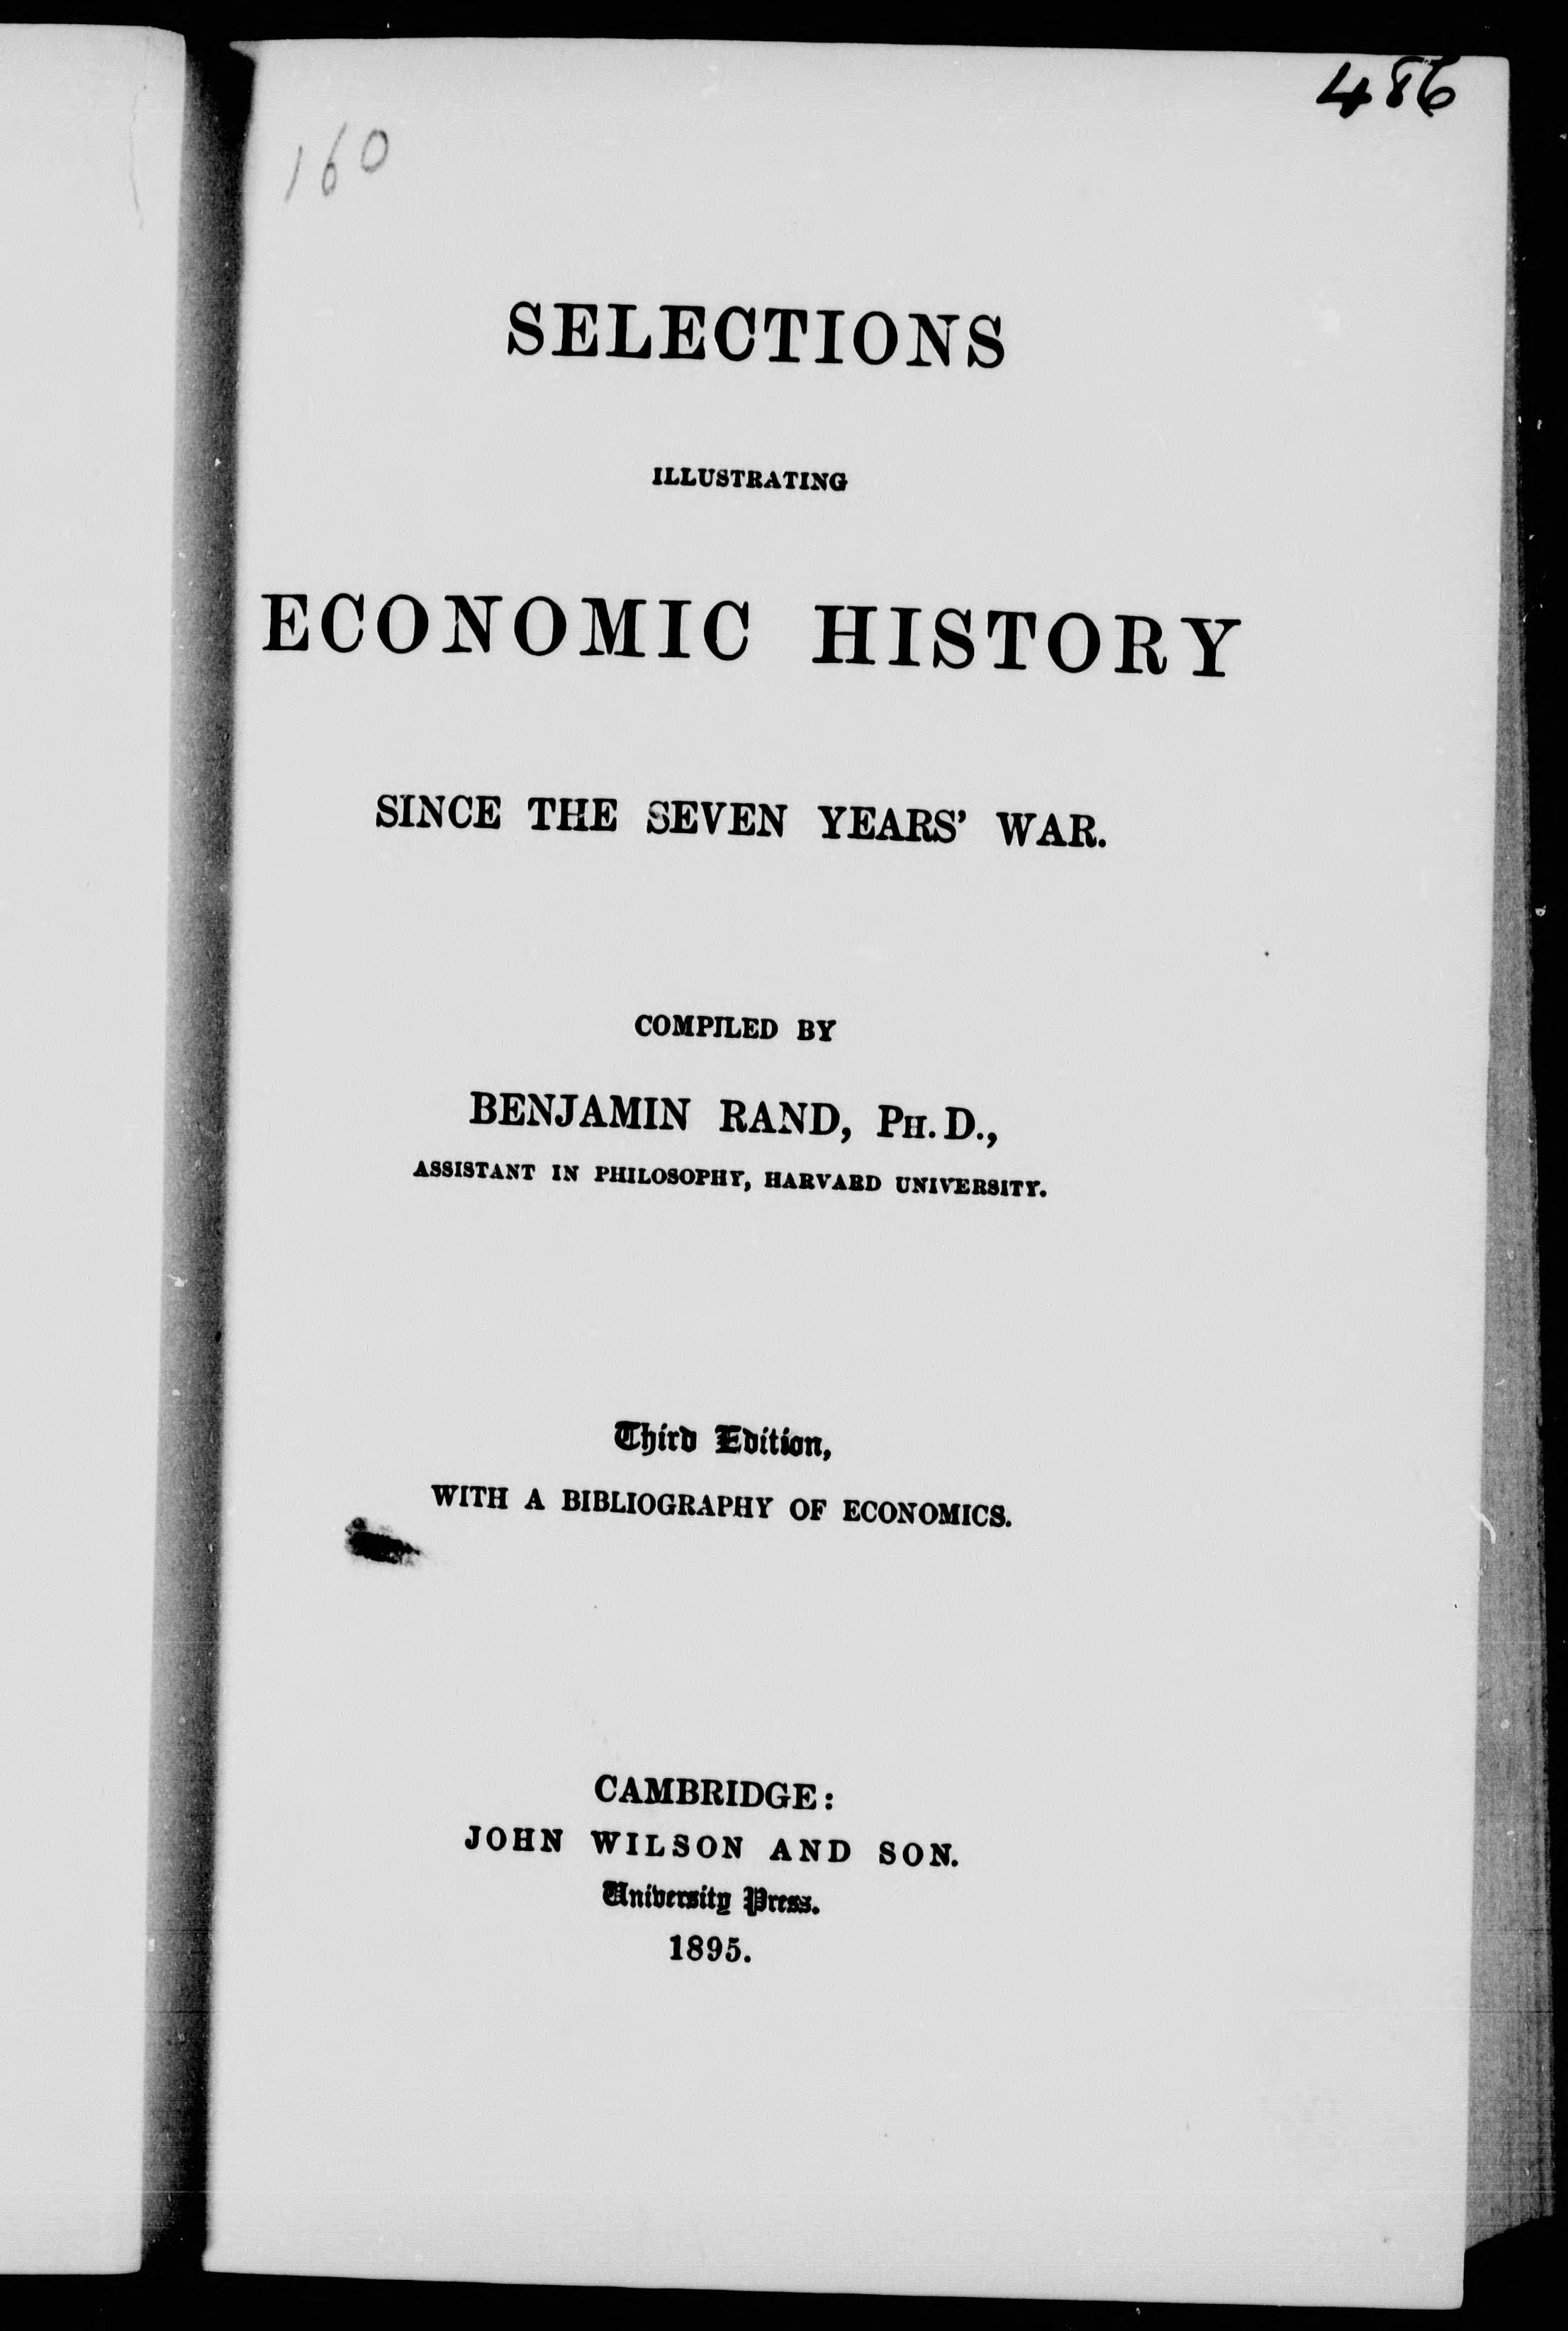 486
160
SELECTIONS
ILLUSTRATING
ECONOMIC HISTORY
SINCE THE SEVEN YEARS' WAR.
COMPILED BY
BENJAMIN RAND, PH.D.,
ASSISTANT IN PHILOSOPHY, HARVARD UNIVERSITY.
Third Edition,
WITH A BIBLIOGRAPHY OF ECONOMICS.
CAMBRIDGE:
JOHN WILSON AND SON.
University Press.
1895.